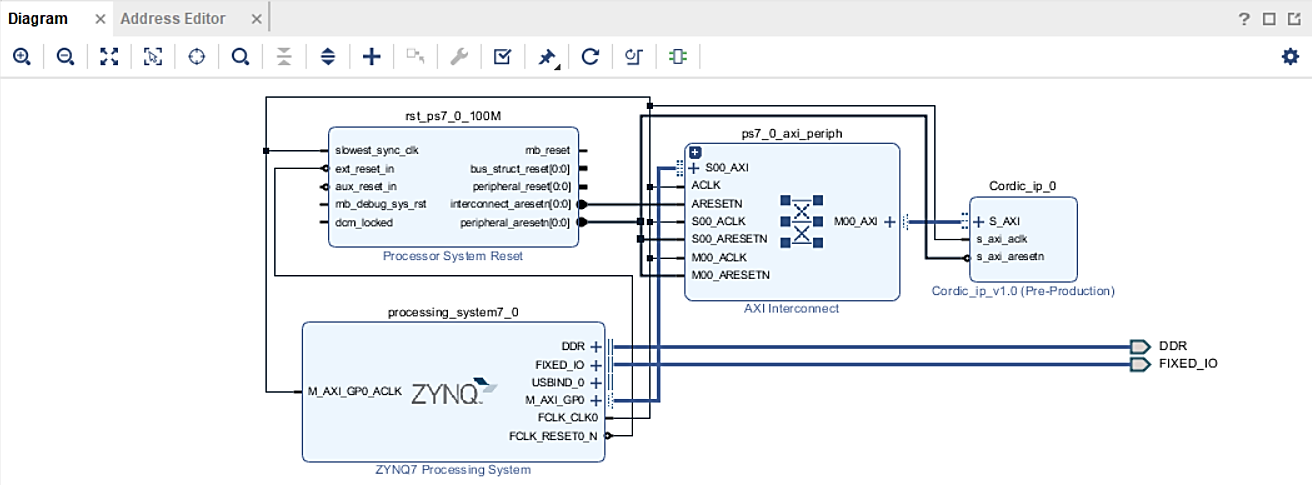 Diagram
Address Editor
rst_ps7_0_100M
slowest_sync_clk
ext_reset_in
aux_reset_in
mb_debug_sys_rst
dcm_locked
mb_reset
bus_struct_reset[0:0]
peripheral_reset[0:0]
interconnect_aresetn[0:0]
peripheral_aresetn[0:0]
Processor System Reset
ps7_0_axi_periph
S00_AXI
ACLK
ARESETN
S00_ACLK
S00_ARESETN
M00_ACLK
M00_ARESETN
M00_AXI
AXI Interconnect
Cordic_ip_0
S_AXI
s_axi_aclk
s_axi_aresetn
Cordic_ip_v1.0 (Pre-Production)
processing_system7_0
M_AXI_GP0_ACLK
ZYNQ
DDR
FIXED_IO
USBIND_0
M_AXI_GP0
FCLK_CLK0
FCLK_RESET0_N
ZYNQ7 Processing System
DDR
FIXED_IO